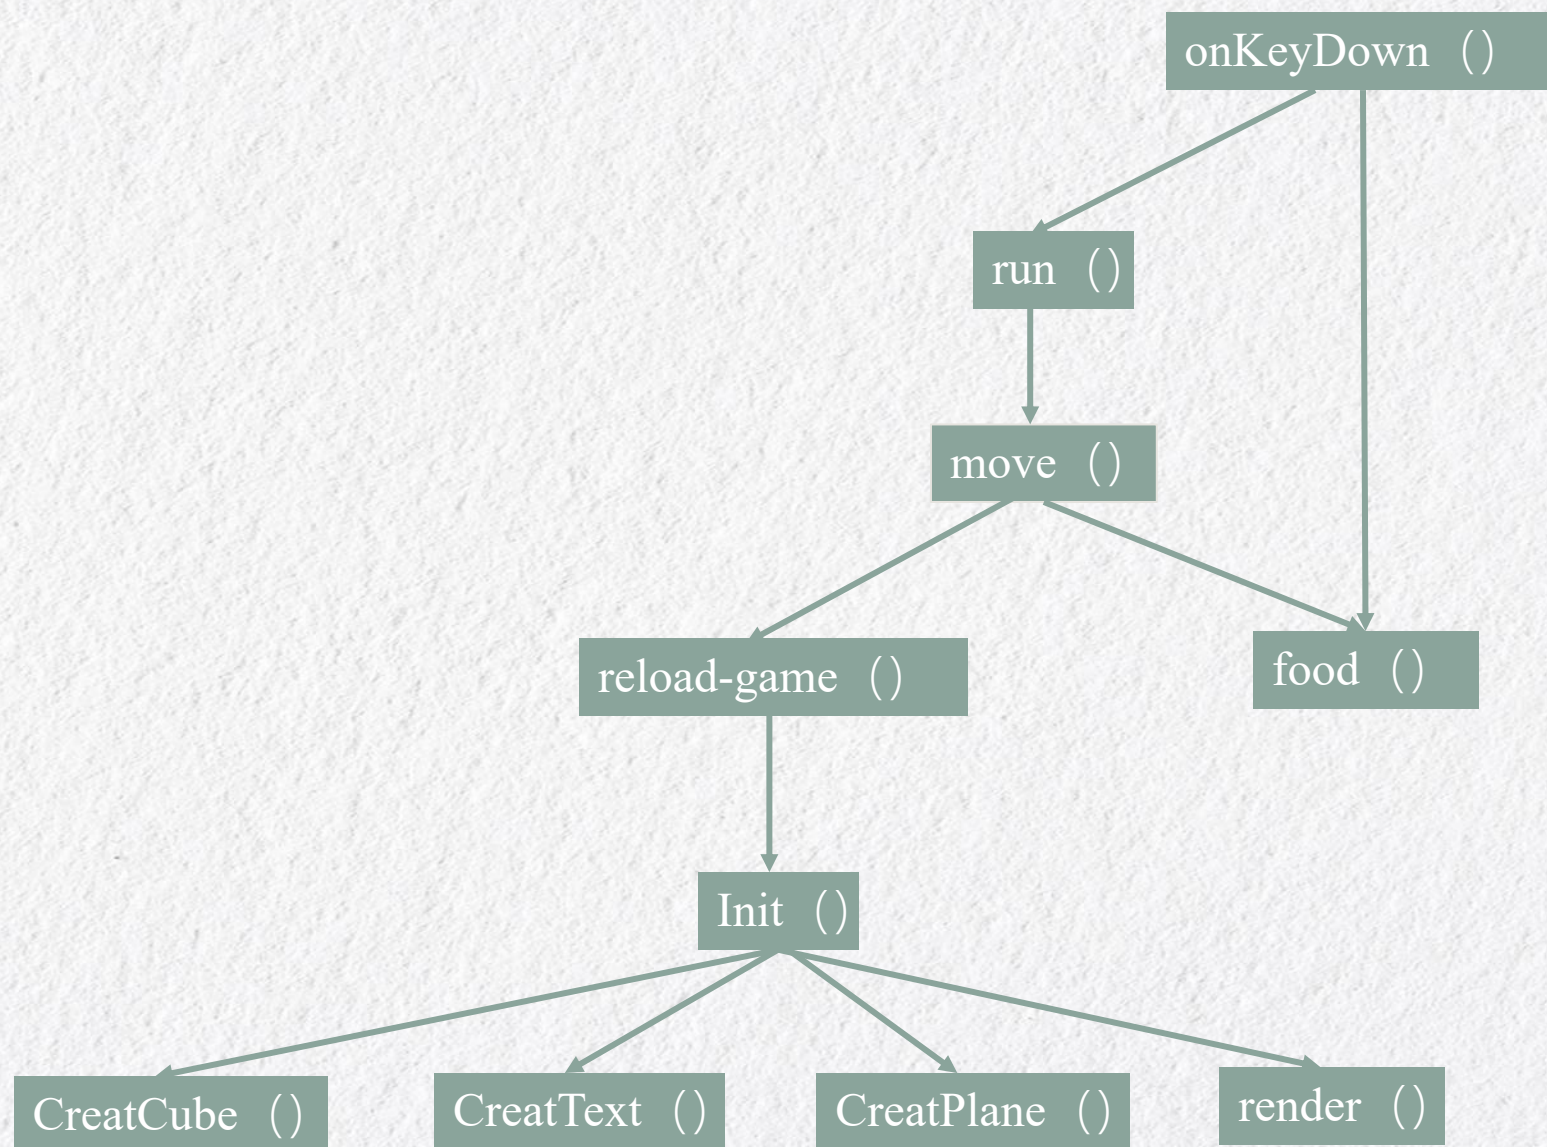 onKeyDown （）
run （）
move （）
reload-game （）
food （）
Init （）
CreatCube （）
CreatText （）
CreatPlane （）
render （）